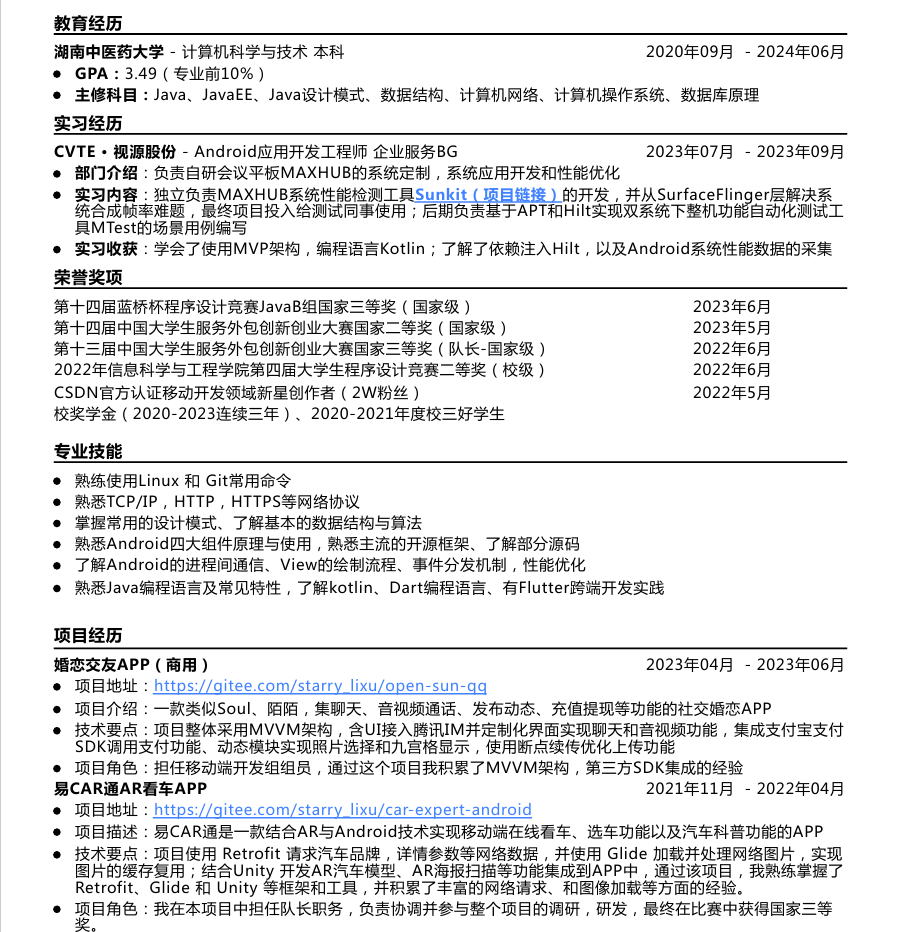 教育经历
湖南中医药大学 - 计算机科学与技术 本科 2020年09月 - 2024年06月
● GPA：3.49（专业前10%）
● 主修科目：Java、JavaEE、Java设计模式、数据结构、计算机网络、计算机操作系统、数据库原理
实习经历
CVTE·视源股份 - Android应用开发工程师 企业服务BG 2023年07月 - 2023年09月
● 部门介绍：负责自研会议平板MAXHUB的系统定制，系统应用开发和性能优化
● 实习内容：独立负责MAXHUB系统性能检测工具Sunkit（项目链接）的开发，并从SurfaceFlinger层解决系
统合成帧率难题，最终项目投入给测试同事使用；后期负责基于APT和Hilt实现双系统下整机功能自动化测试工
具MTest的场景用例编写
● 实习收获：学会了使用MVP架构，编程语言Kotlin；了解了依赖注入Hilt，以及Android系统性能数据的采集
荣誉奖项
第十四届蓝桥杯程序设计竞赛JavaB组国家三等奖（国家级） 2023年6月
第十四届中国大学生服务外包创新创业大赛国家二等奖（国家级） 2023年5月
第十三届中国大学生服务外包创新创业大赛国家三等奖（队长-国家级） 2022年6月
2022年信息科学与工程学院第四届大学生程序设计竞赛二等奖（校级） 2022年6月
CSDN官方认证移动开发领域新星创作者（2W粉丝） 2022年5月
校奖学金（2020-2023连续三年）、2020-2021年度校三好学生
专业技能
● 熟练使用Linux 和 Git常用命令
● 熟悉TCP/IP，HTTP，HTTPS等网络协议
● 掌握常用的设计模式、了解基本的数据结构与算法
● 熟悉Android四大组件原理与使用，熟悉主流的开源框架、了解部分源码
● 了解Android的进程间通信、View的绘制流程、事件分发机制，性能优化
● 熟悉Java编程语言及常见特性，了解kotlin、Dart编程语言、有Flutter跨端开发实践
项目经历
婚恋交友APP（商用） 2023年04月 - 2023年06月
● 项目地址：https://gitee.com/starry_lixu/open-sun-qq
● 项目介绍：一款类似Soul、陌陌，集聊天、音视频通话、发布动态、充值提现等功能的社交婚恋APP
● 技术要点：项目整体采用MVVM架构，含UI接入腾讯IM并定制化界面实现聊天和音视频功能，集成支付宝支付
SDK调用支付功能、动态模块实现照片选择和九宫格显示，使用断点续传优化上传功能
● 项目角色：担任移动端开发组组员，通过这个项目我积累了MVVM架构，第三方SDK集成的经验
易CAR通AR看车APP 2021年11月 - 2022年04月
● 项目地址：https://gitee.com/starry_lixu/car-expert-android
● 项目描述：易CAR通是一款结合AR与Android技术实现移动端在线看车、选车功能以及汽车科普功能的APP
● 技术要点：项目使用 Retrofit 请求汽车品牌，详情参数等网络数据，并使用 Glide 加载并处理网络图片，实现
图片的缓存复用；结合Unity 开发AR汽车模型、AR海报扫描等功能集成到APP中，通过该项目，我熟练掌握了
Retrofit、Glide 和 Unity 等框架和工具，并积累了丰富的网络请求、和图像加载等方面的经验。
● 项目角色：我在本项目中担任队长职务，负责协调并参与整个项目的调研，研发，最终在比赛中获得国家三等
奖。